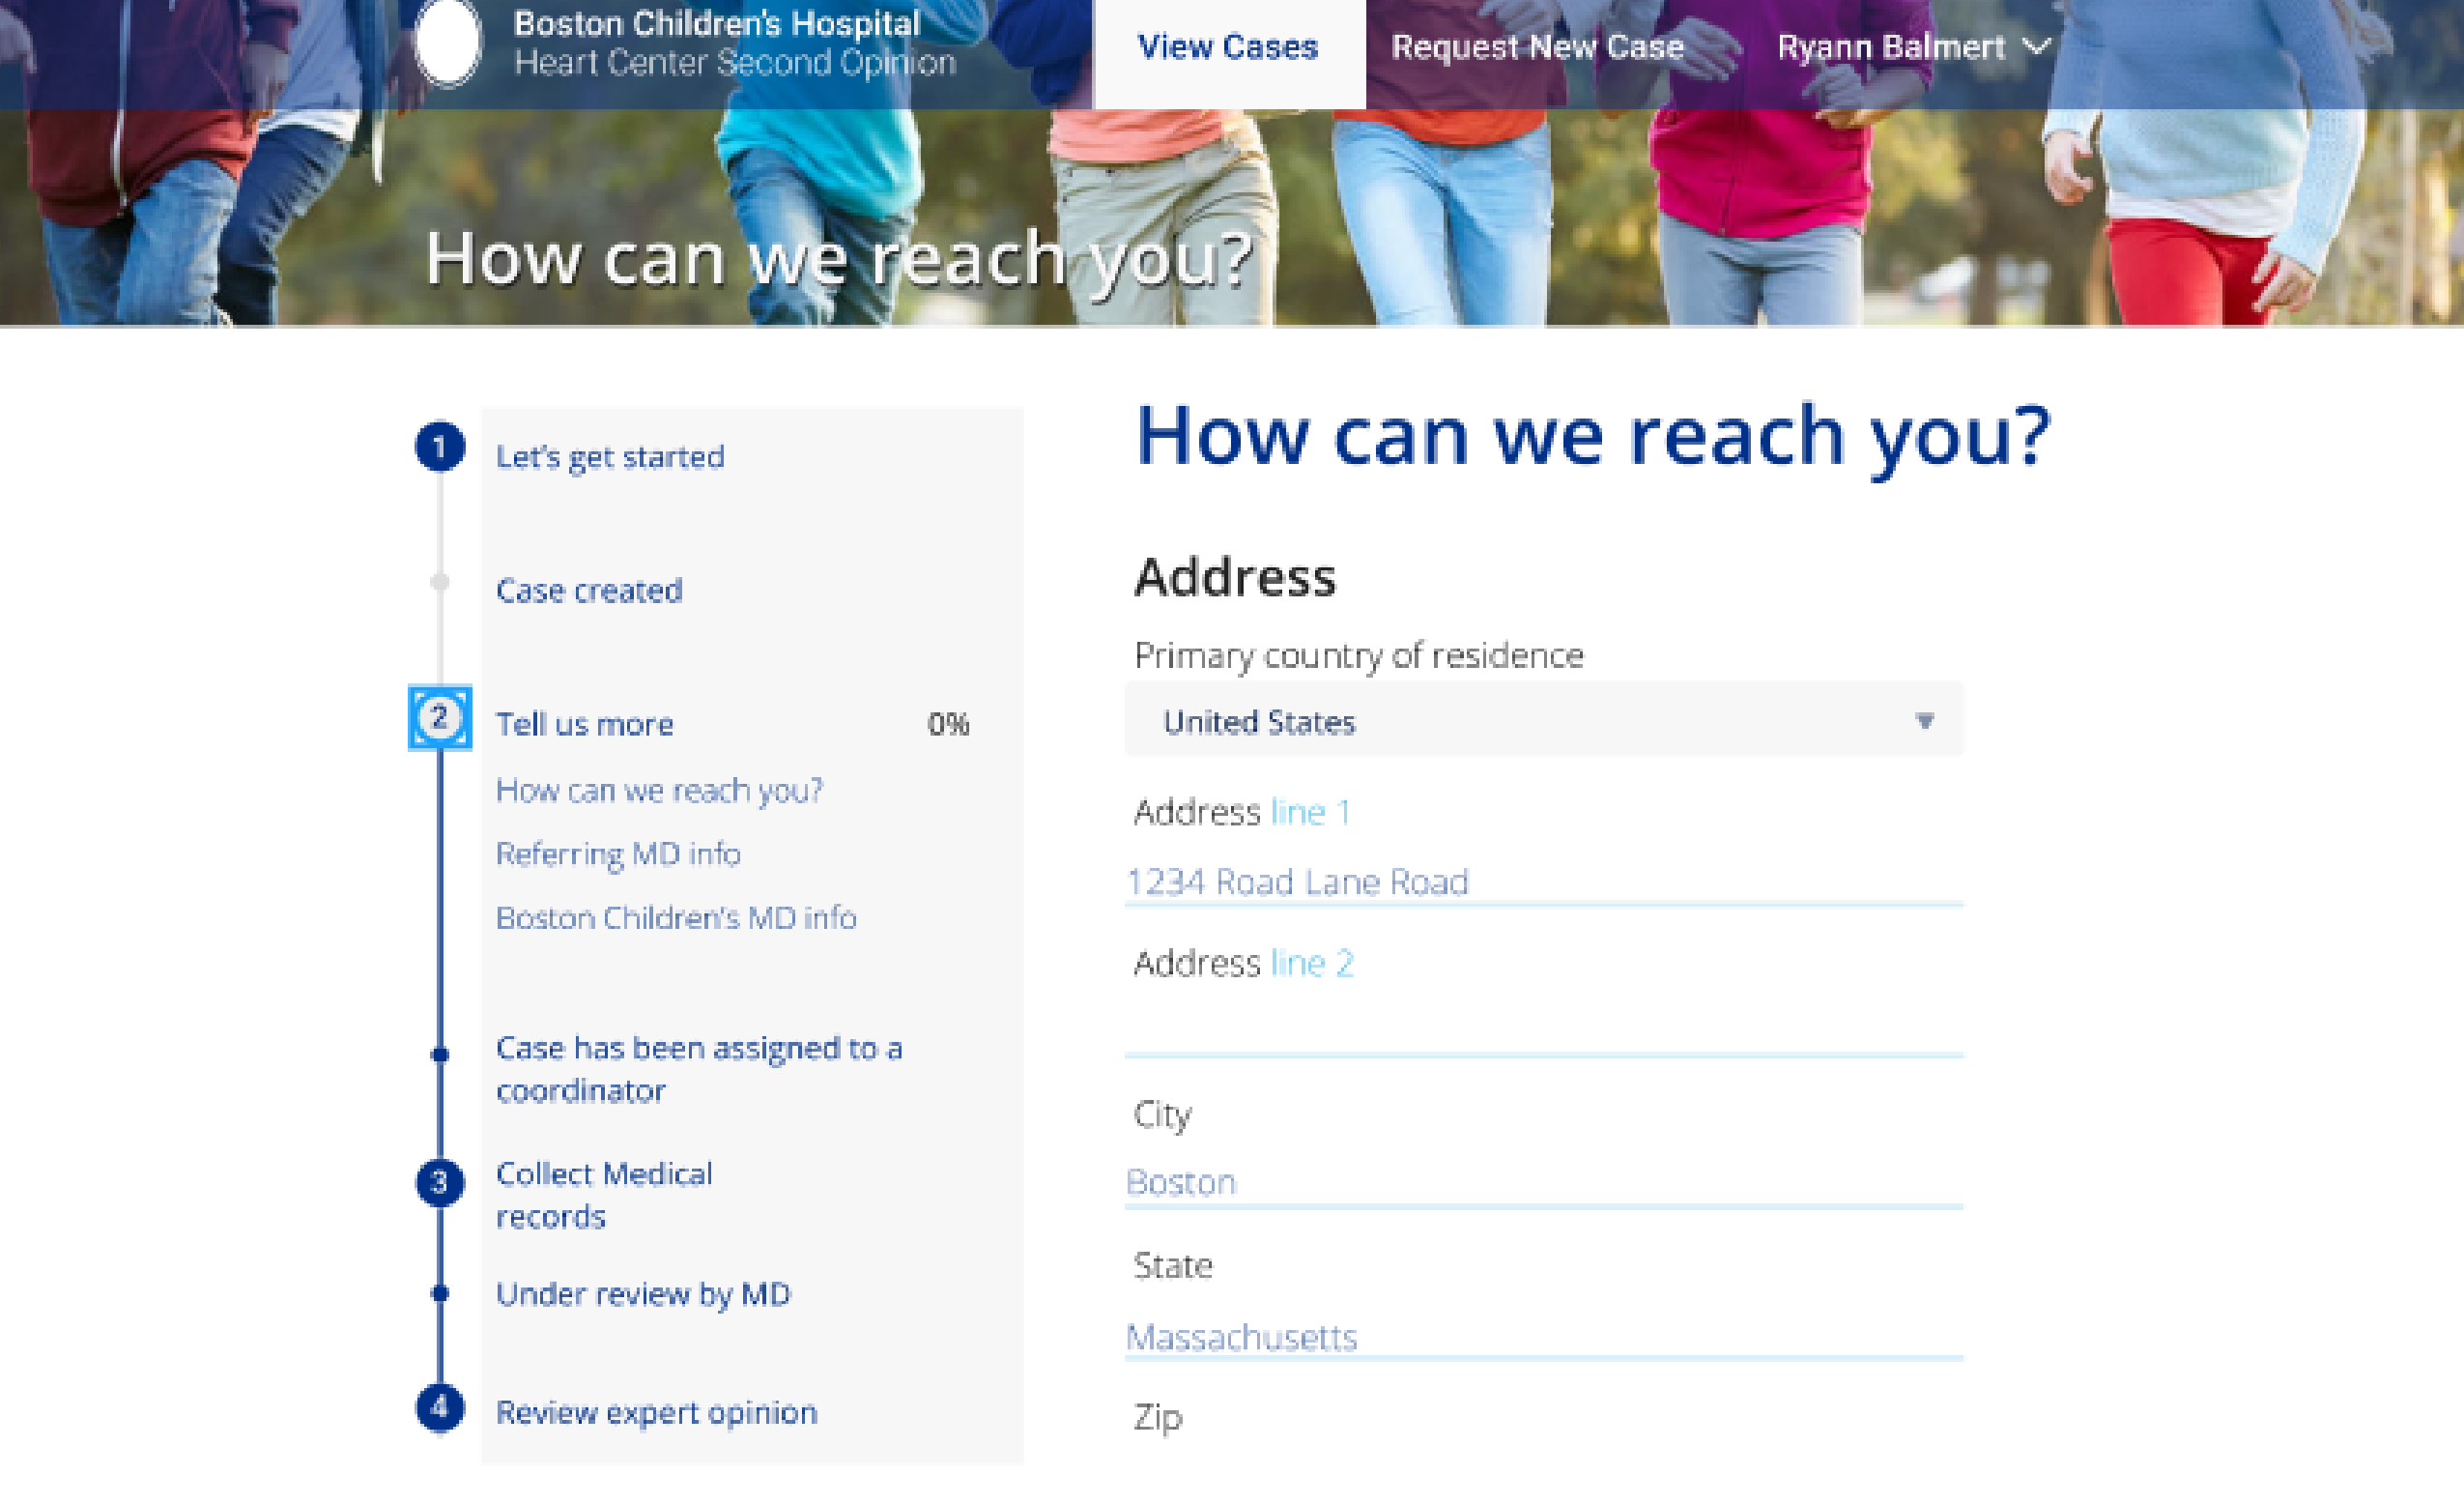 Boston Children's Hospital
Heart Center Second Opinion
View Cases
Request New Case
Ryann Balmert
How can we reach you?
1
Let's get started
Case created
2
Tell us more
0%
How can we reach you?
Referring MD info
Boston Children's MD info
Case has been assigned to a
coordinator
3
Collect Medical
records
Under review by MD
4
Review expert opinion
How can we reach you?
Address
Primary country of residence
United States
Address line 1
1234 Road Lane Road
Address line 2
City
Boston
State
Massachusetts
Zip